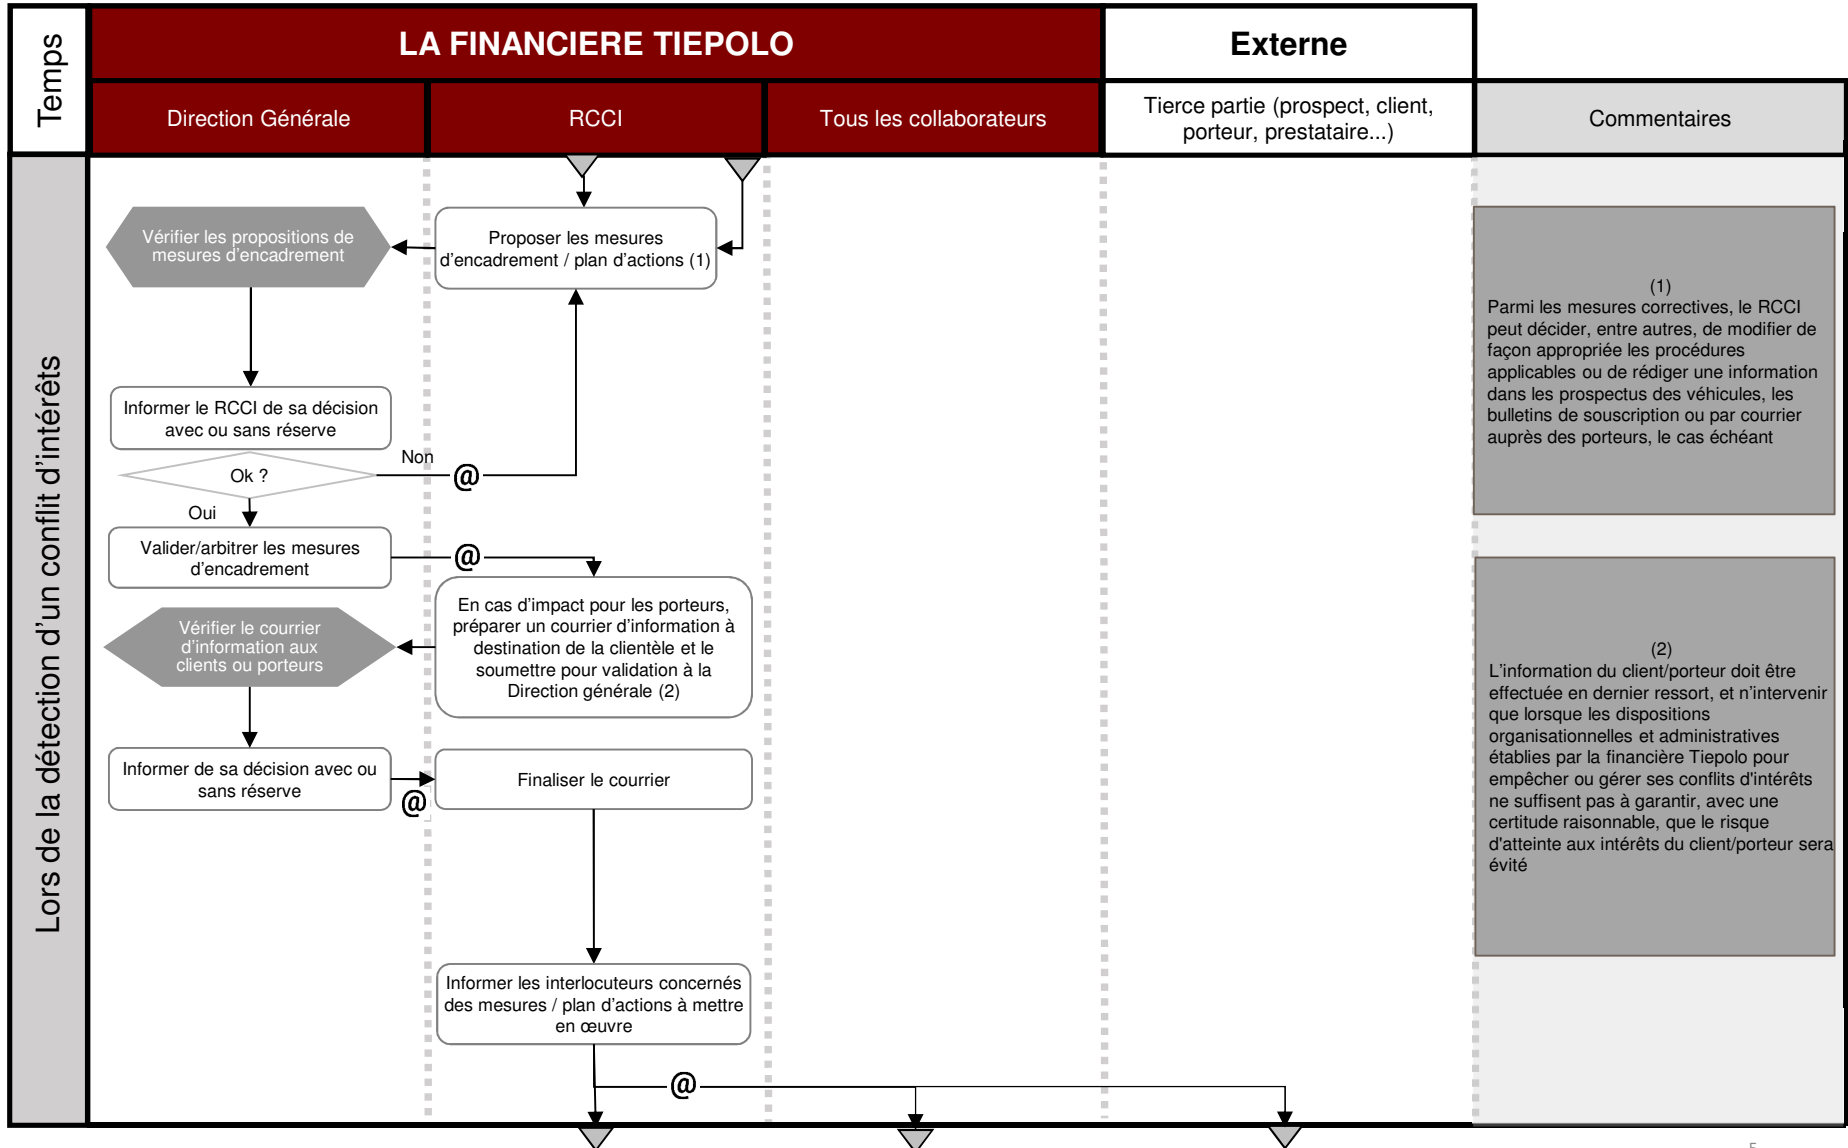 Temps
LA FINANCIERE TIEPOLO
Externe
Direction Générale
RCCI
Tous les collaborateurs
Tierce partie (prospect, client,
porteur, prestataire...)
Commentaires
Lors de la détection d'un conflit d'intérêts
Vérifier les propositions de
mesures d'encadrement
Proposer les mesures
d'encadrement / plan d'actions (1)
Informer le RCCI de sa décision
avec ou sans réserve
Ok ?
Non
@
Oui
Valider/arbitrer les mesures
d'encadrement
@
En cas d'impact pour les porteurs,
préparer un courrier d'information à
destination de la clientèle et le
soumettre pour validation à la
Direction générale (2)
Vérifier le courrier
d'information aux
clients ou porteurs
Informer de sa décision avec ou
sans réserve
@
Finaliser le courrier
Informer les interlocuteurs concernés
des mesures / plan d'actions à mettre
en œuvre
@
(1)
Parmi les mesures correctives, le RCCI
peut décider, entre autres, de modifier de
façon appropriée les procédures
applicables ou de rédiger une information
dans les prospectus des véhicules, les
bulletins de souscription ou par courrier
auprès des porteurs, le cas échéant
(2)
L'information du client/porteur doit être
effectuée en dernier ressort, et n'intervenir
que lorsque les dispositions
organisationnelles et administratives
établies par la financière Tiepolo pour
empêcher ou gérer ses conflits d'intérêts
ne suffisent pas à garantir, avec une
certitude raisonnable, que le risque
d'atteinte aux intérêts du client/porteur sera
évité